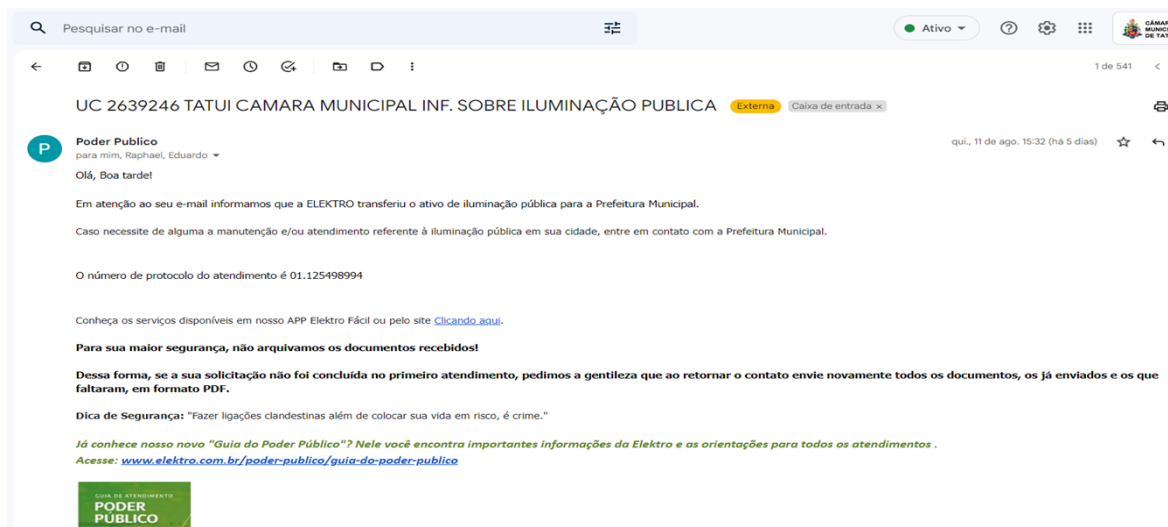 Pesquisar no e-mail
Ativo
CÂMAR
MUNICI
DE TAT
1 de 541
UC 2639246 TATUI CAMARA MUNICIPAL INF. SOBRE ILUMINAÇÃO PUBLICA Externa Caixa de entrada ×
P
Poder Publico qui., 11 de ago. 15:32 (há 5 dias)
para mim, Raphael, Eduardo
Olá, Boa tarde!
Em atenção ao seu e-mail informamos que a ELEKTRO transferiu o ativo de iluminação pública para a Prefeitura Municipal.
Caso necessite de alguma a manutenção e/ou atendimento referente à iluminação pública em sua cidade, entre em contato com a Prefeitura Municipal.
O número de protocolo do atendimento é 01.125498994
Conheça os serviços disponíveis em nosso APP Elektro Fácil ou pelo site Clicando aqui.
Para sua maior segurança, não arquivamos os documentos recebidos!
Dessa forma, se a sua solicitação não foi concluída no primeiro atendimento, pedimos a gentileza que ao retornar o contato envie novamente todos os documentos, os já enviados e os que
faltaram, em formato PDF.
Dica de Segurança: "Fazer ligações clandestinas além de colocar sua vida em risco, é crime."
Já conhece nosso novo "Guia do Poder Público"? Nele você encontra importantes informações da Elektro e as orientações para todos os atendimentos .
Acesse: www.elektro.com.br/poder-publico/guia-do-poder-publico
GUIA DE ATENDIMENTO
PODER
PÚBLICO